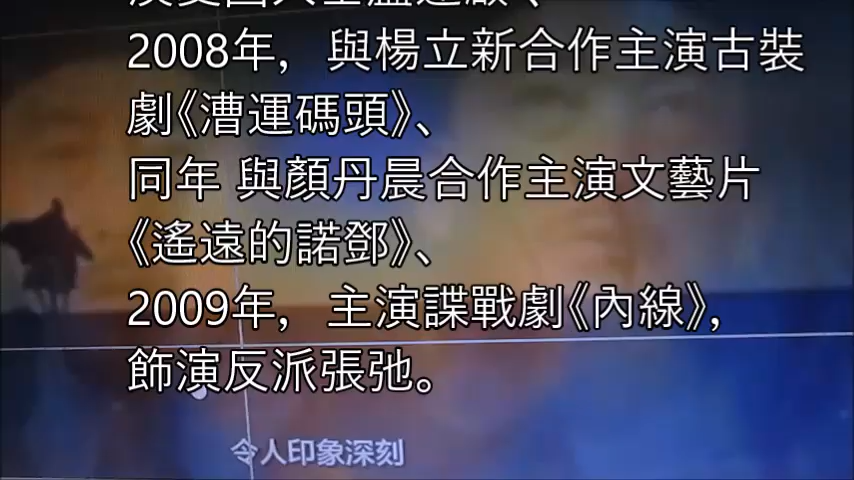 2008年，與楊立新合作主演古裝
劇《漕運碼頭》、
同年 與顏丹晨合作主演文藝片
《遙遠的諾鄧》、
2009年，主演諜戰劇《內線》，
飾演反派張弛。
令人印象深刻